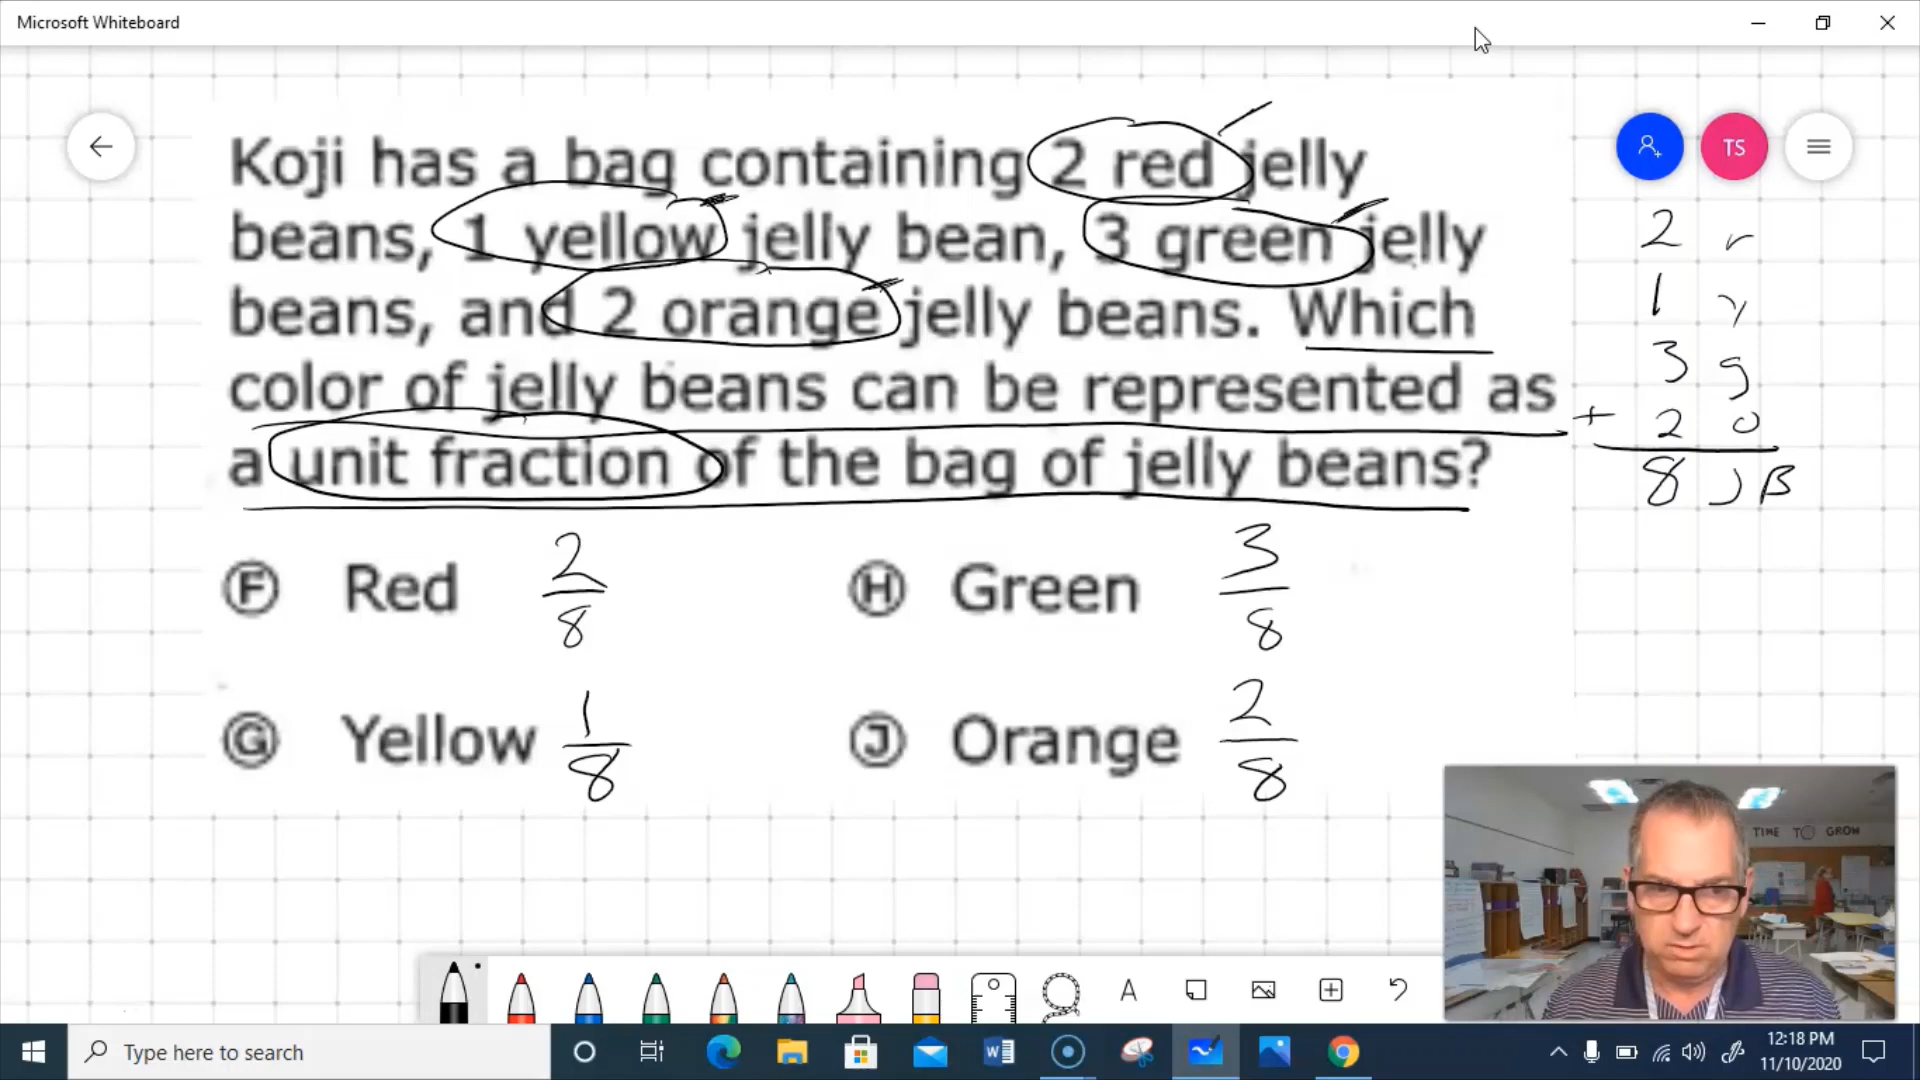 Microsoft Whiteboard
Koji has a bag containing 2 red jelly
beans, 1 yellow jelly bean, 3 green jelly
beans, and 2 orange jelly beans. Which
color of jelly beans can be represented as
a unit fraction of the bag of jelly beans?
TS
2 r
1 y
3 g
+ 2 o
8 JB
F Red 2/8
H Green 3/8
G Yellow 1/8
J Orange 2/8
TIME TO GROW
A
Type here to search
12:18 PM
11/10/2020